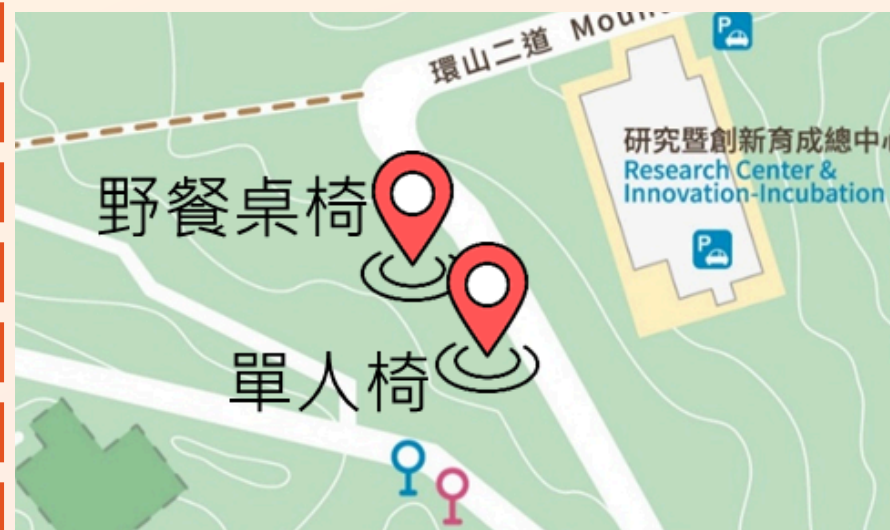 環山二道 Moun
P
研究暨創新育成總中心
Research Center &
Innovation-Incubation
野餐桌椅
P
單人椅